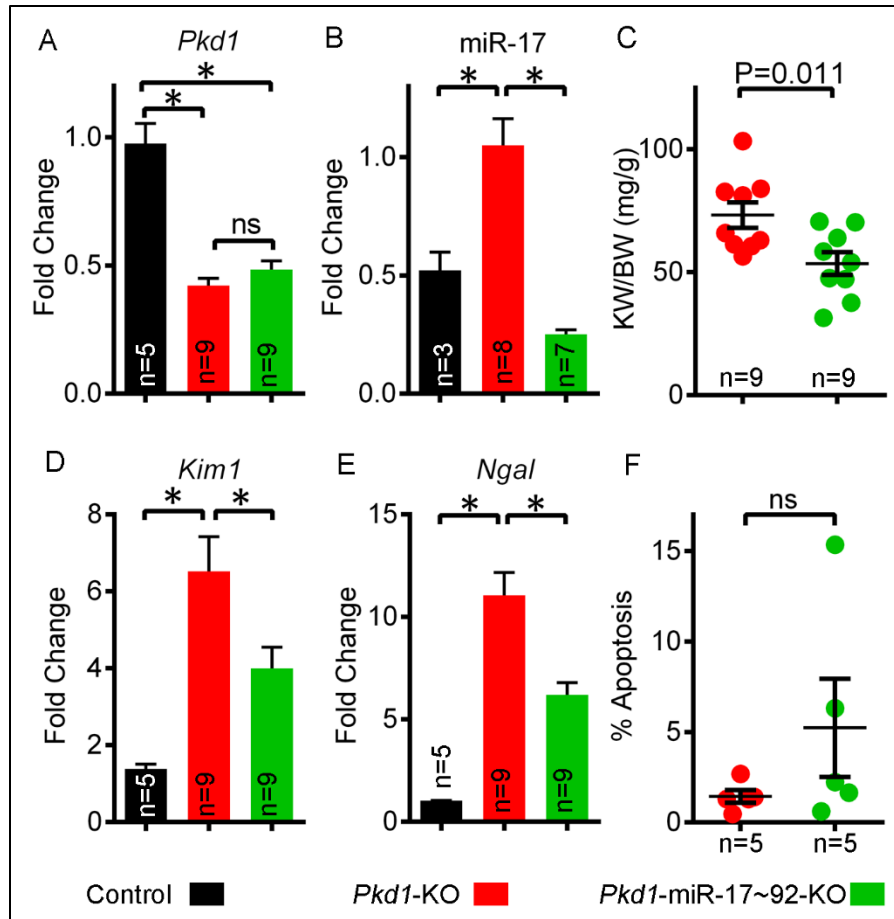 A
Pkd1
*
*
ns
Fold Change
1.0
0.5
0.0
n=5
n=9
n=9
B
miR-17
*
*
Fold Change
1.0
0.5
0.0
n=3
n=8
n=7
C
P=0.011
KW/BW (mg/g)
100
50
0
n=9
n=9
D
Kim1
*
*
Fold Change
8
6
4
2
0
n=5
n=9
n=9
E
Ngal
*
*
Fold Change
15
10
5
0
n=5
n=9
n=9
F
ns
% Apoptosis
15
10
5
0
n=5
n=5
Control
Pkd1-KO
Pkd1-miR-17~92-KO